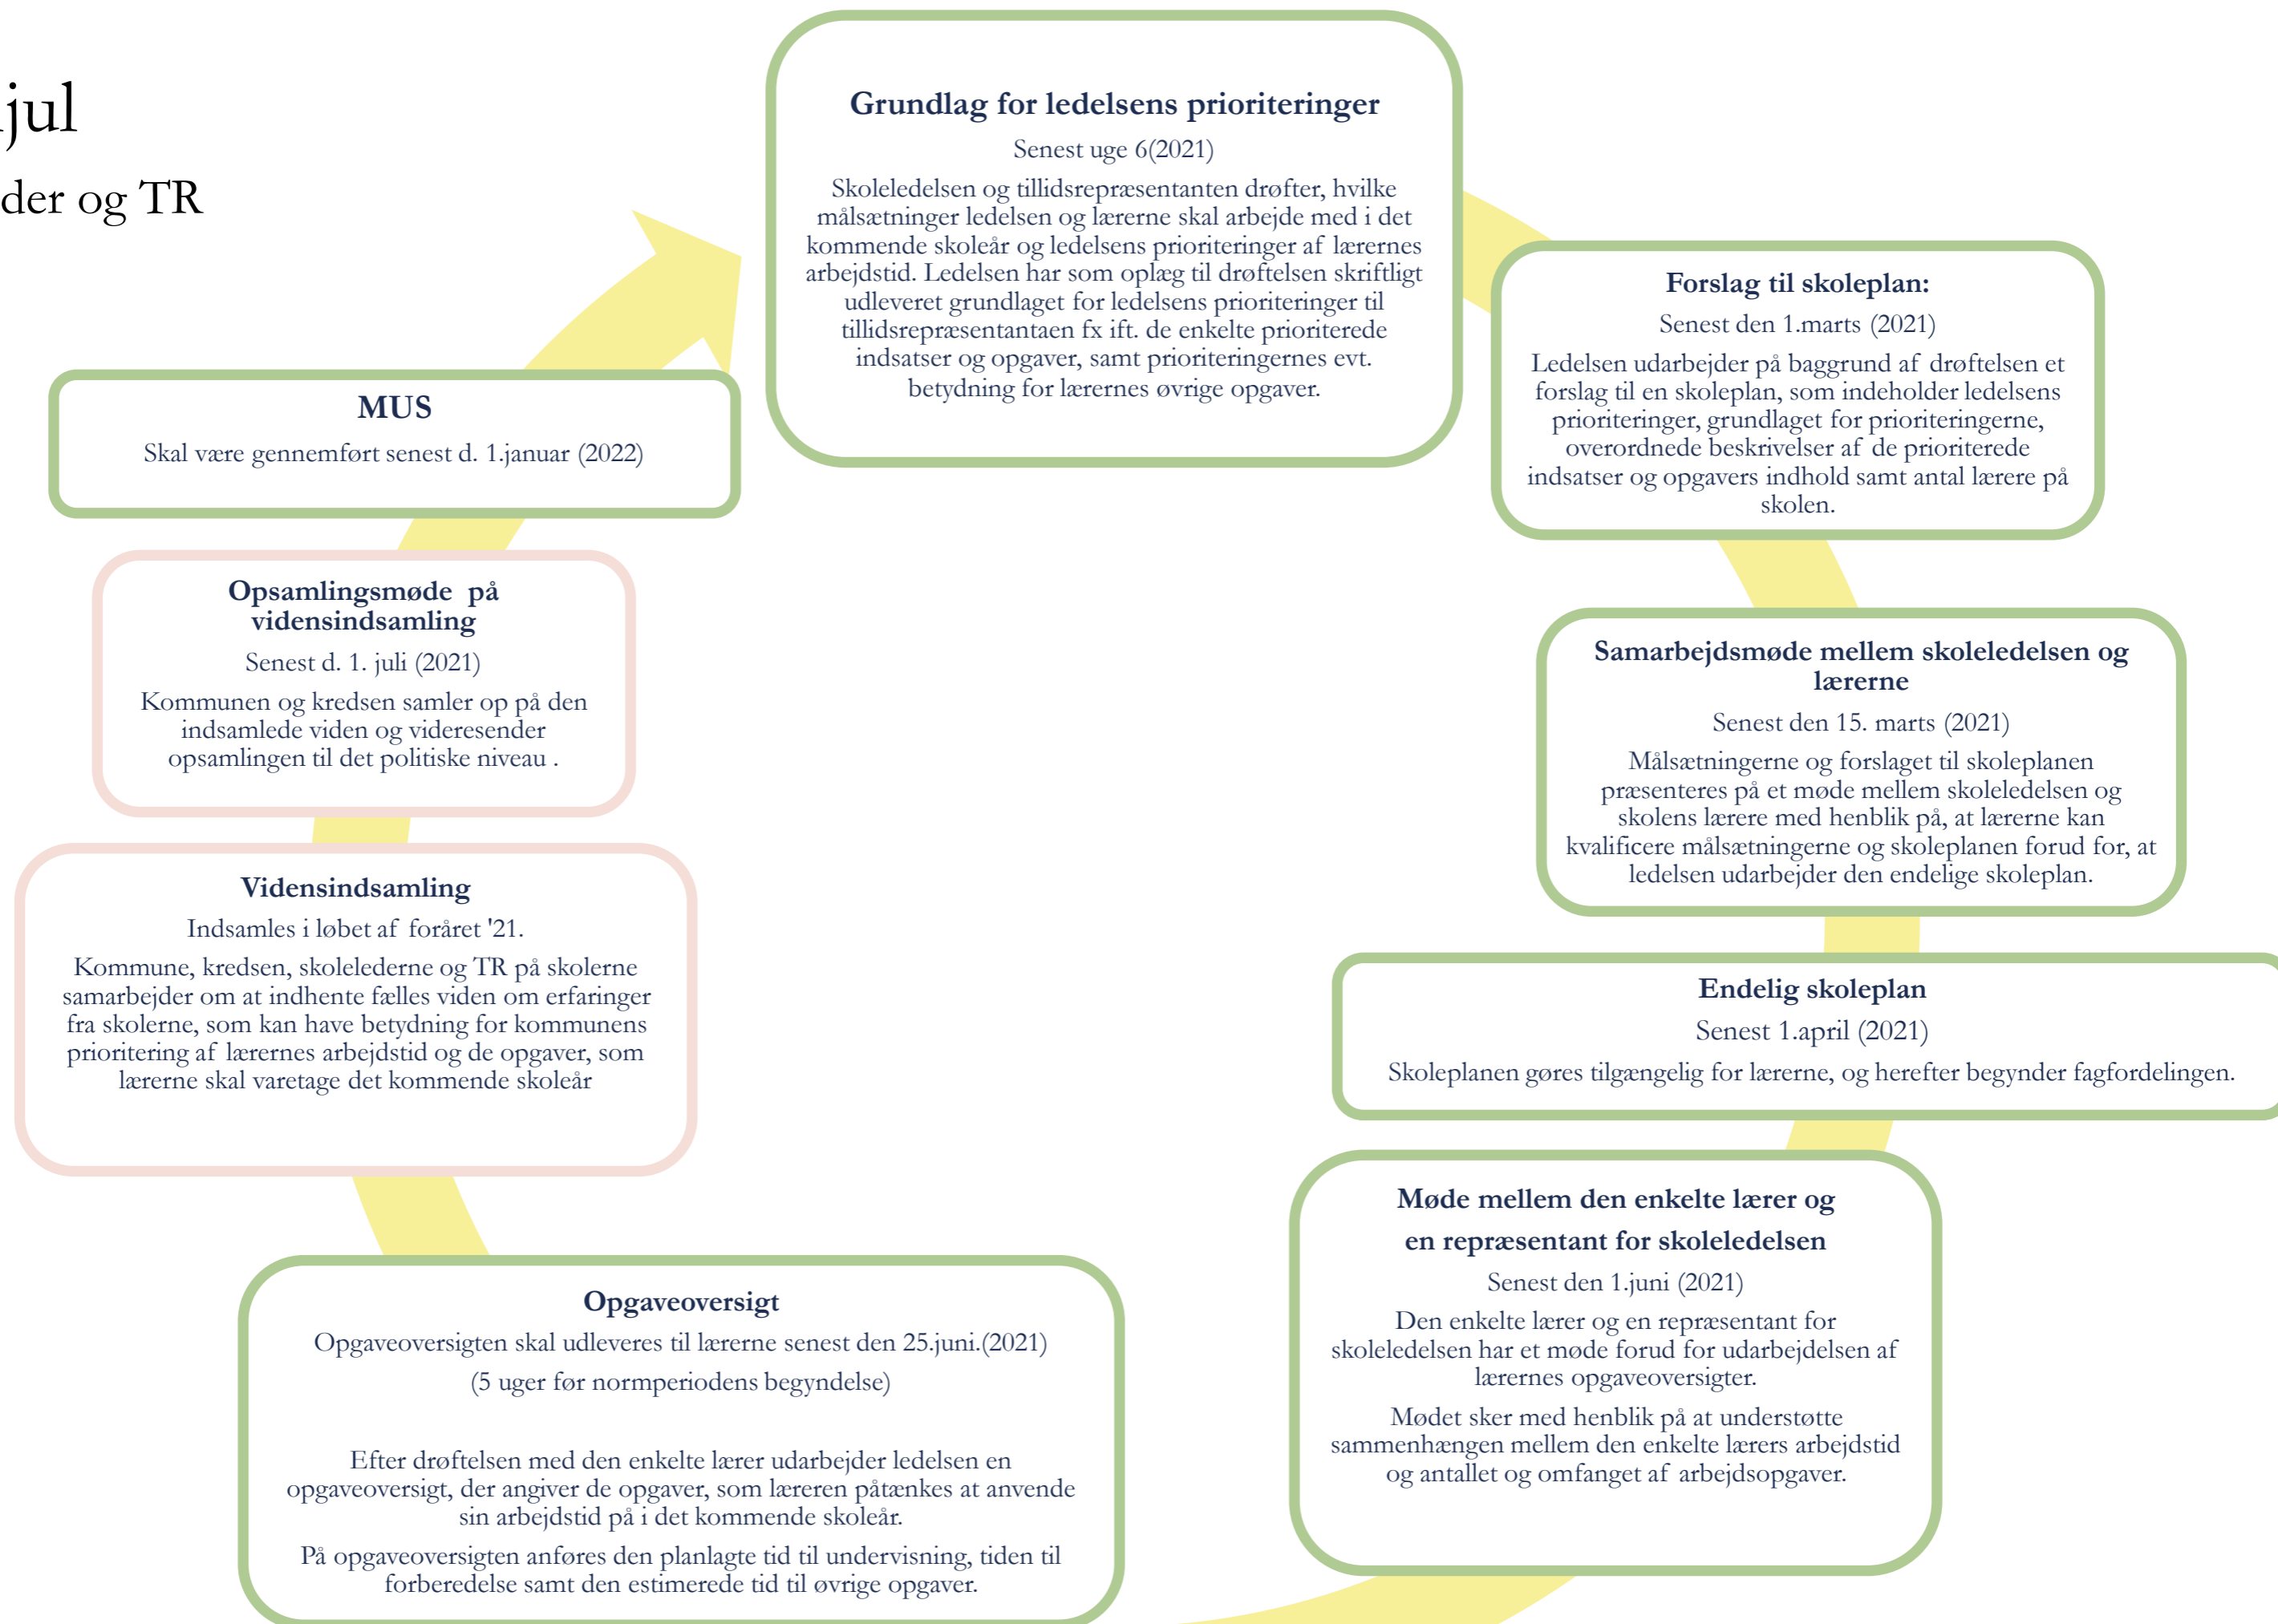 jul
der og TR
Grundlag for ledelsens prioriteringer
Senest uge 6(2021)
Skoleledelsen og tillidsrepræsentanten drøfter, hvilke
målsætninger ledelsen og lærerne skal arbejde med i det
kommende skoleår og ledelsens prioriteringer af lærernes
arbejdstid. Ledelsen har som oplæg til drøftelsen skriftligt
udleveret grundlaget for ledelsens prioriteringer til
tillidsrepræsentantaen fx ift. de enkelte prioriterede
indsatser og opgaver, samt prioriteringernes evt.
betydning for lærernes øvrige opgaver.
Forslag til skoleplan:
Senest den 1.marts (2021)
Ledelsen udarbejder på baggrund af drøftelsen et
forslag til en skoleplan, som indeholder ledelsens
prioriteringer, grundlaget for prioriteringerne,
overordnede beskrivelser af de prioriterede
indsatser og opgavers indhold samt antal lærere på
skolen.
Samarbejdsmøde mellem skoleledelsen og
lærerne
Senest den 15. marts (2021)
Målsætningerne og forslaget til skoleplanen
præsenteres på et møde mellem skoleledelsen og
skolens lærere med henblik på, at lærerne kan
kvalificere målsætningerne og skoleplanen forud for, at
ledelsen udarbejder den endelige skoleplan.
Endelig skoleplan
Senest 1.april (2021)
Skoleplanen gøres tilgængelig for lærerne, og herefter begynder fagfordelingen.
Møde mellem den enkelte lærer og
en repræsentant for skoleledelsen
Senest den 1.juni (2021)
Den enkelte lærer og en repræsentant for
skoleledelsen har et møde forud for udarbejdelsen af
lærernes opgaveoversigter.
Mødet sker med henblik på at understøtte
sammenhængen mellem den enkelte lærers arbejdstid
og antallet og omfanget af arbejdsopgaver.
Opgaveoversigt
Opgaveoversigten skal udleveres til lærerne senest den 25.juni.(2021)
(5 uger før normperiodens begyndelse)
Efter drøftelsen med den enkelte lærer udarbejder ledelsen en
opgaveoversigt, der angiver de opgaver, som læreren påtænkes at anvende
sin arbejdstid på i det kommende skoleår.
På opgaveoversigten anføres den planlagte tid til undervisning, tiden til
forberedelse samt den estimerede tid til øvrige opgaver.
Vidensindsamling
Indsamles i løbet af foråret '21.
Kommune, kredsen, skolelederne og TR på skolerne
samarbejder om at indhente fælles viden om erfaringer
fra skolerne, som kan have betydning for kommunens
prioritering af lærernes arbejdstid og de opgaver, som
lærerne skal varetage det kommende skoleår
Opsamlingsmøde på
vidensindsamling
Senest d. 1. juli (2021)
Kommunen og kredsen samler op på den
indsamlede viden og videresender
opsamlingen til det politiske niveau .
MUS
Skal være gennemført senest d. 1.januar (2022)